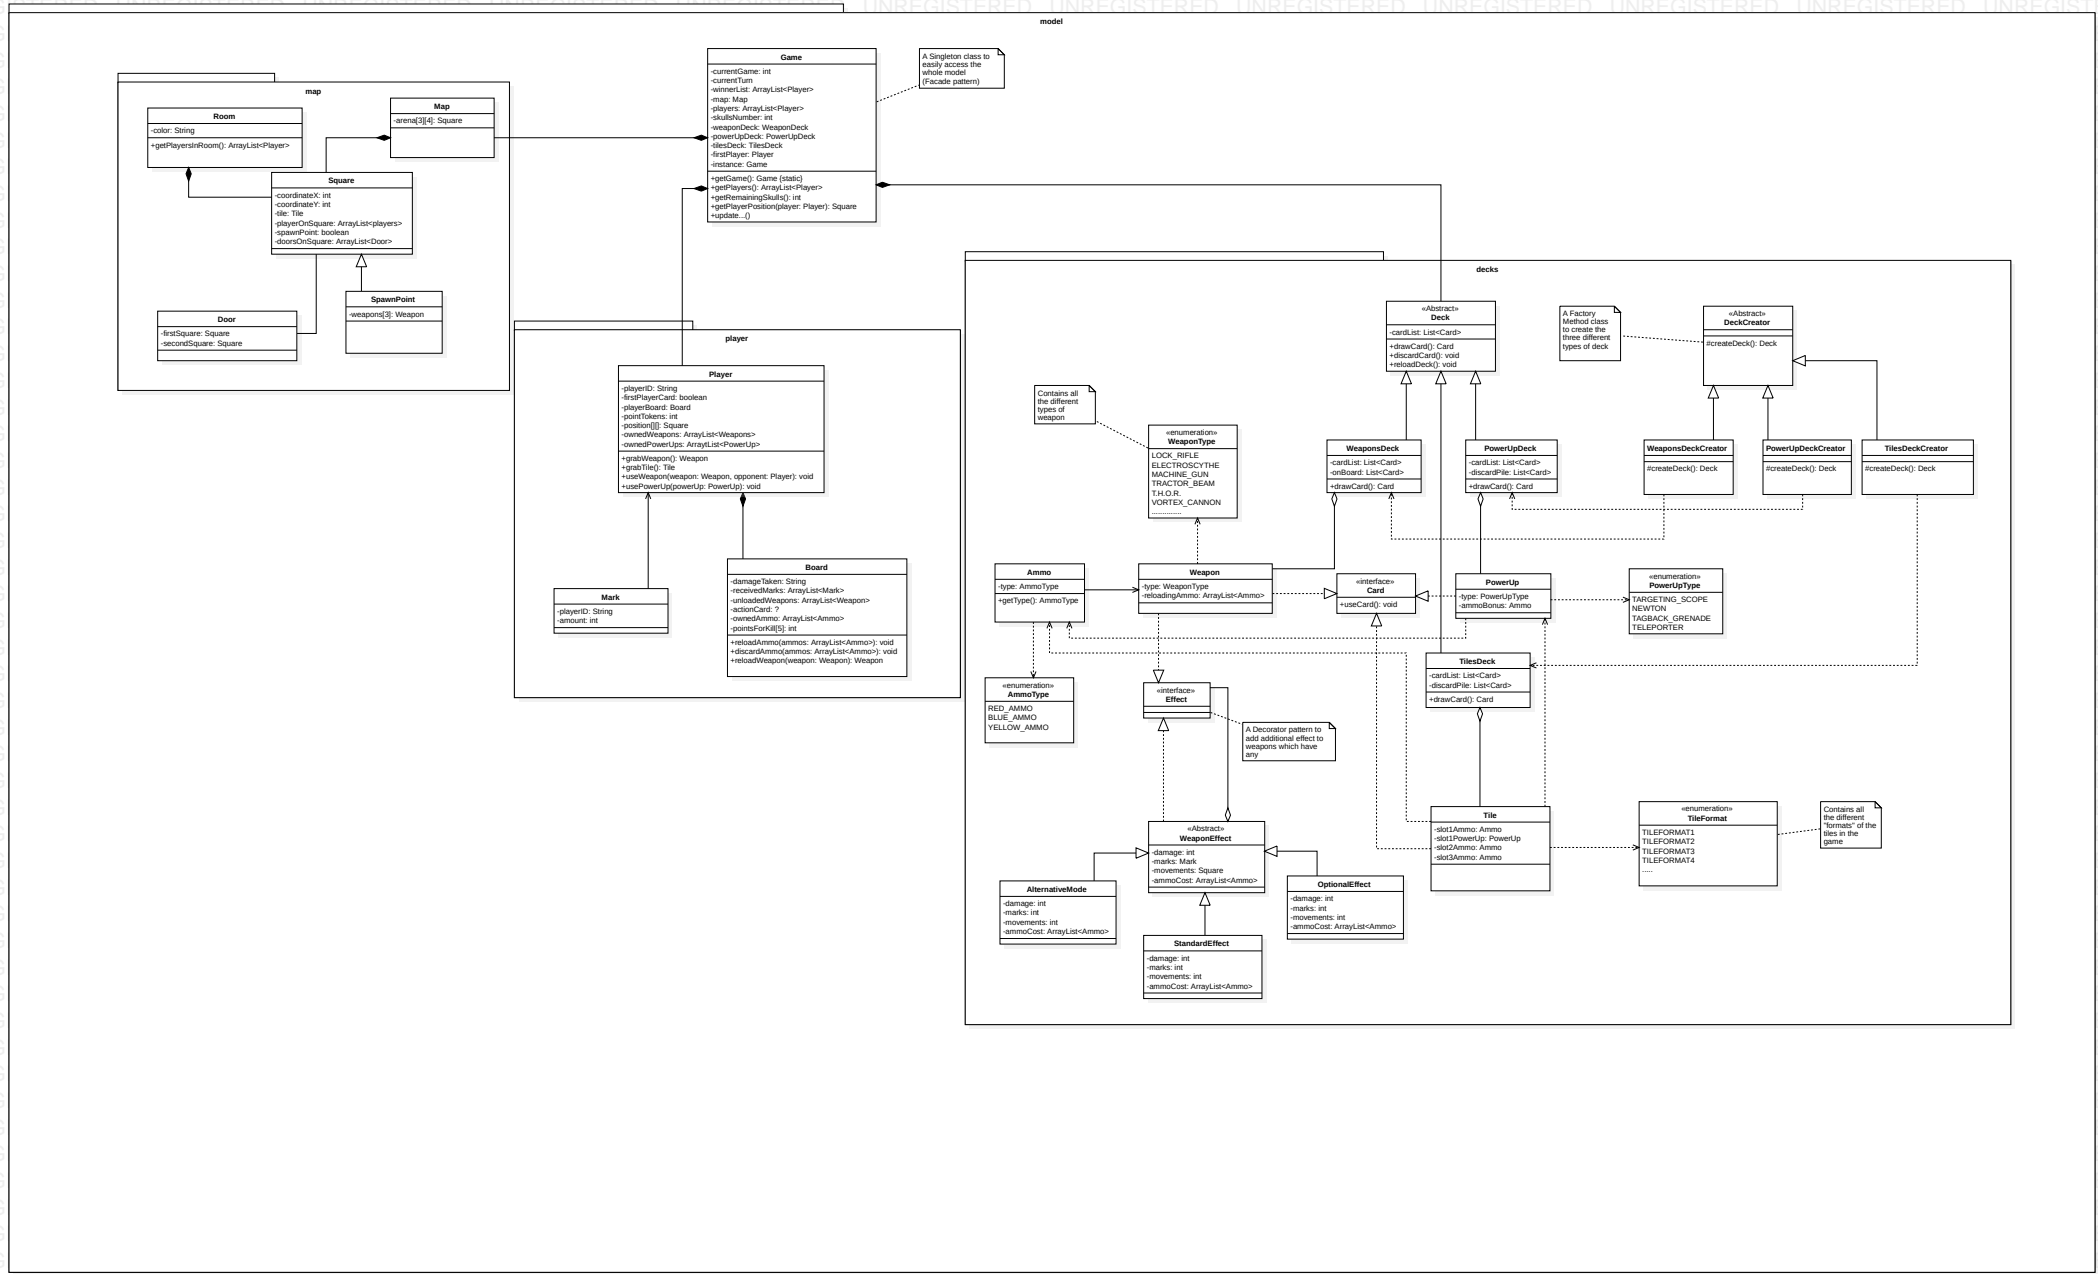 UNREGISTERED UNREGISTERED UNREGISTERED UNREGISTERED UNREGISTERED UNREGISTERED UNREGISTERED UNREGISTERED
model
map
Room
-color: String
+getPlayersInRoom(): ArrayList<Player>
Map
-arena[3][4]: Square
Square
-coordinateX: int
-coordinateY: int
-tile: Tile
-playerOnSquare: ArrayList<players>
-spawnPoint: boolean
-doorsOnSquare: ArrayList<Door>
SpawnPoint
-weapons[3]: Weapon
Door
-firstSquare: Square
-secondSquare: Square
Game
-currentGame: int
-currentTurn
-winnerList: ArrayList<Player>
-map: Map
-players: ArrayList<Player>
-skullsNumber: int
-weaponDeck: WeaponDeck
-powerUpDeck: PowerUpDeck
-tilesDeck: TilesDeck
-firstPlayer: Player
-instance: Game
+getGame(): Game {static}
+getPlayers(): ArrayList<Player>
+getRemainingSkulls(): int
+getPlayerPosition(player: Player): Square
+update...()
A Singleton class to
easily access the
whole model
(Facade pattern)
player
Player
-playerID: String
-firstPlayerCard: boolean
-playerBoard: Board
-pointTokens: int
-position[][]: Square
-ownedWeapons: ArrayList<Weapons>
-ownedPowerUps: ArraytList<PowerUp>
+grabWeapon(): Weapon
+grabTile(): Tile
+useWeapon(weapon: Weapon, opponent: Player): void
+usePowerUp(powerUp: PowerUp): void
Mark
-playerID: String
-amount: int
Board
-damageTaken: String
-receivedMarks: ArrayList<Mark>
-unloadedWeapons: ArrayList<Weapon>
-actionCard: ?
-ownedAmmo: ArrayList<Ammo>
-pointsForKill[5]: int
+reloadAmmo(ammos: ArrayList<Ammo>): void
+discardAmmo(ammos: ArrayList<Ammo>): void
+reloadWeapon(weapon: Weapon): Weapon
decks
«Abstract»
Deck
-cardList: List<Card>
+drawCard(): Card
+discardCard(): void
+reloadDeck(): void
A Factory
Method class
to create the
three different
types of deck
«Abstract»
DeckCreator
#createDeck(): Deck
Contains all
the different
types of
weapon
«enumeration»
WeaponType
LOCK_RIFLE
ELECTROSCYTHE
MACHINE_GUN
TRACTOR_BEAM
T.H.O.R.
VORTEX_CANNON
...............
WeaponsDeck
-cardList: List<Card>
-onBoard: List<Card>
+drawCard(): Card
PowerUpDeck
-cardList: List<Card>
-discardPile: List<Card>
+drawCard(): Card
WeaponsDeckCreator
#createDeck(): Deck
PowerUpDeckCreator
#createDeck(): Deck
TilesDeckCreator
#createDeck(): Deck
Ammo
-type: AmmoType
+getType(): AmmoType
Weapon
-type: WeaponType
-reloadingAmmo: ArrayList<Ammo>
«interface»
Card
+useCard(): void
PowerUp
-type: PowerUpType
-ammoBonus: Ammo
«enumeration»
PowerUpType
TARGETING_SCOPE
NEWTON
TAGBACK_GRENADE
TELEPORTER
«enumeration»
AmmoType
RED_AMMO
BLUE_AMMO
YELLOW_AMMO
«interface»
Effect
A Decorator pattern to
add additional effect to
weapons which have
any
TilesDeck
-cardList: List<Card>
-discardPile: List<Card>
+drawCard(): Card
Tile
-slot1Ammo: Ammo
-slot1PowerUp: PowerUp
-slot2Ammo: Ammo
-slot3Ammo: Ammo
«enumeration»
TileFormat
TILEFORMAT1
TILEFORMAT2
TILEFORMAT3
TILEFORMAT4
.....
Contains all
the different
"formats" of the
tiles in the
game
«Abstract»
WeaponEffect
-damage: int
-marks: Mark
-movements: Square
-ammoCost: ArrayList<Ammo>
AlternativeMode
-damage: int
-marks: int
-movements: int
-ammoCost: ArrayList<Ammo>
OptionalEffect
-damage: int
-marks: int
-movements: int
-ammoCost: ArrayList<Ammo>
StandardEffect
-damage: int
-marks: int
-movements: int
-ammoCost: ArrayList<Ammo>